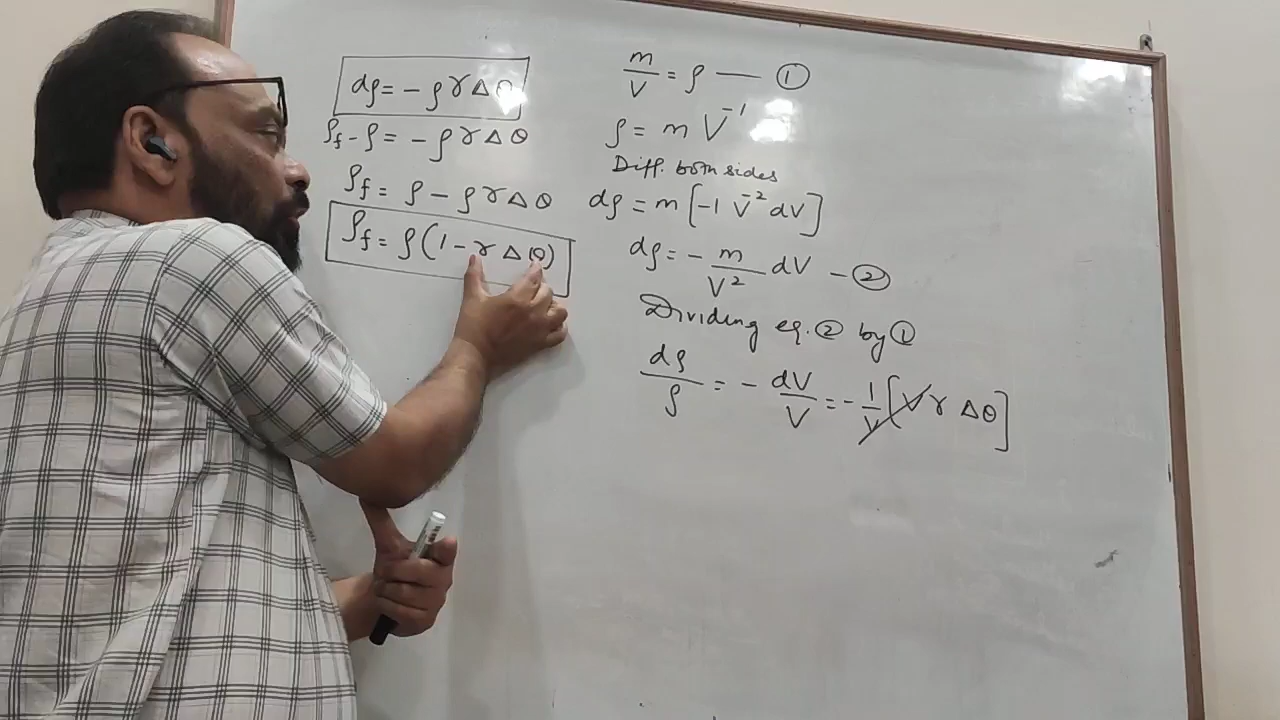 m/V = ρ —— ①
ρ = m V⁻¹
Diff. both sides
dρ = m [-1 V⁻² dV]
dρ = - m/V² dV - ②
Dividing eq. ② by ①
dρ/ρ = - dV/V = - 1/V [V γ Δθ]
dρ = - ρ γ Δθ
ρf - ρ = - ρ γ Δθ
ρf = ρ - ρ γ Δθ
ρf = ρ (1 - γ Δθ)